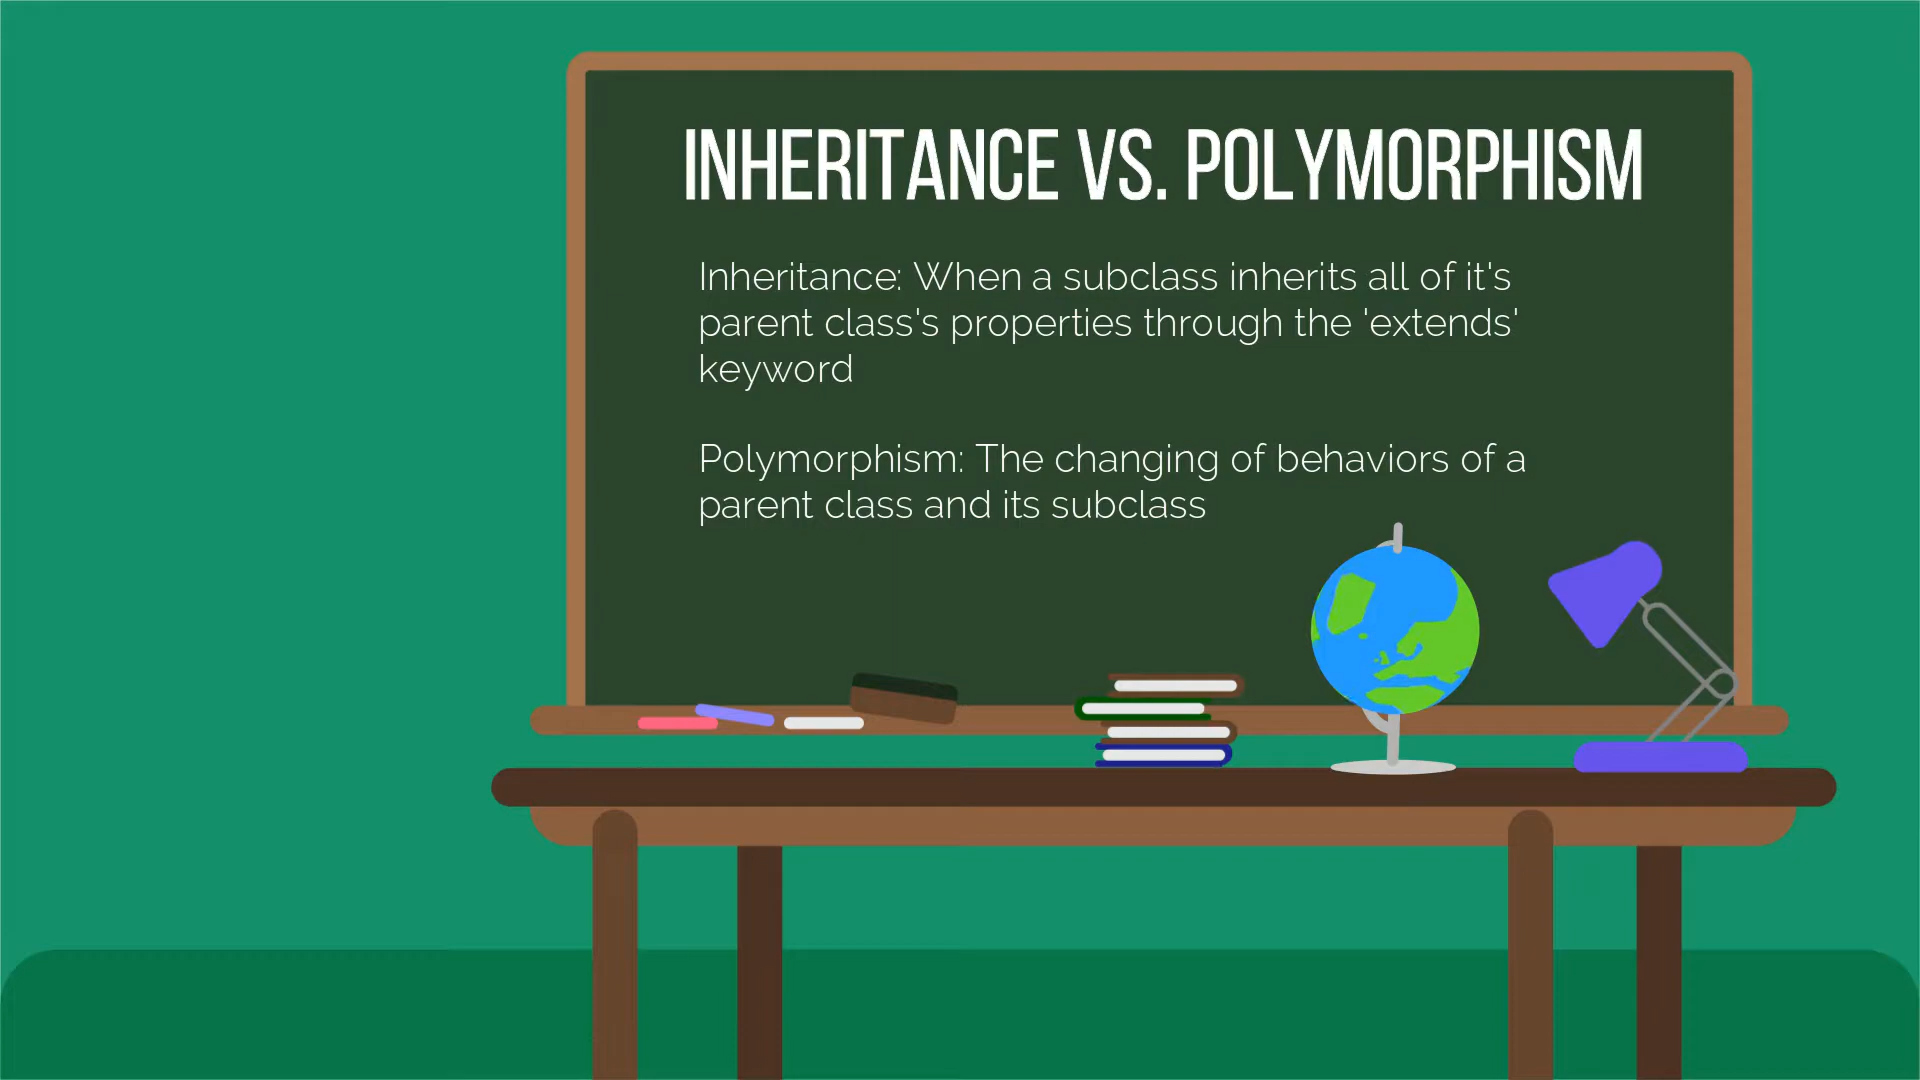 INHERITANCE VS. POLYMORPHISM
Inheritance: When a subclass inherits all of it's
parent class's properties through the 'extends'
keyword
Polymorphism: The changing of behaviors of a
parent class and its subclass